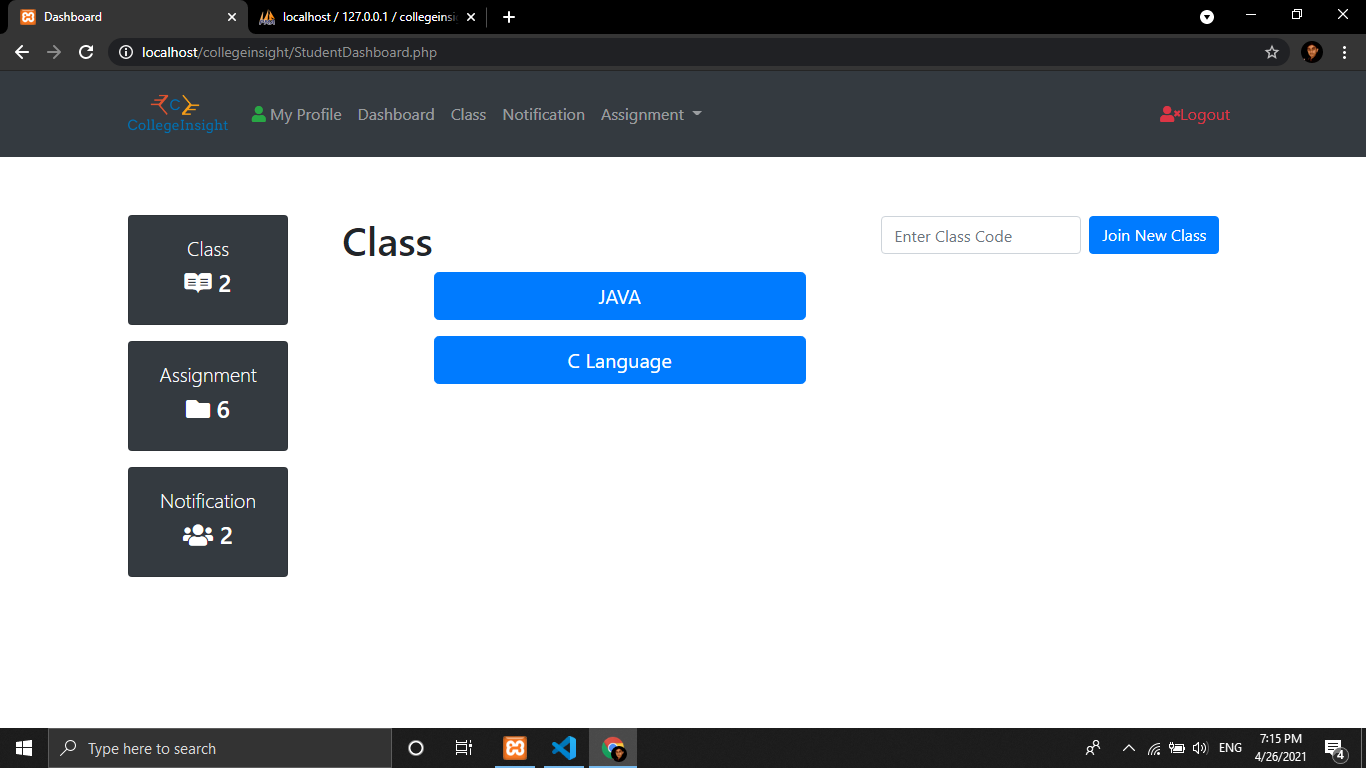 Dashboard
localhost / 127.0.0.1 / collegeinsi
localhost/collegeinsight/StudentDashboard.php
C
CollegeInsight
My Profile
Dashboard
Class
Notification
Assignment
Logout
Class
2
Assignment
6
Notification
2
Class
Enter Class Code
Join New Class
JAVA
C Language
Type here to search
ENG
7:15 PM
4/26/2021
4